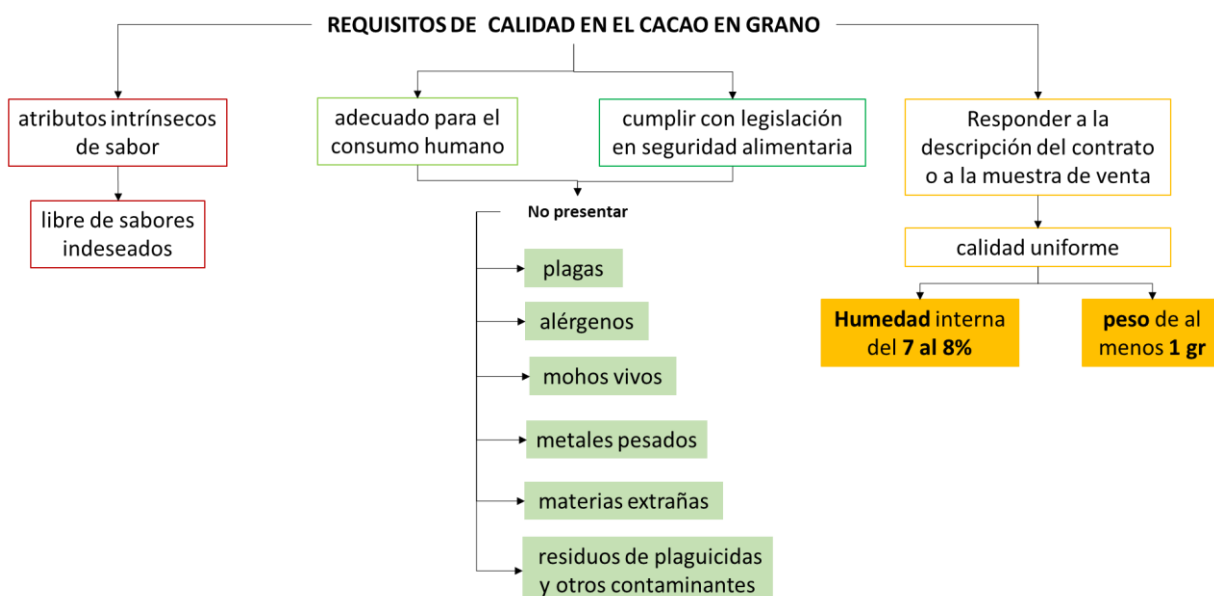 REQUISITOS DE CALIDAD EN EL CACAO EN GRANO
atributos intrínsecos
de sabor
libre de sabores
indeseados
adecuado para el
consumo humano
cumplir con legislación
en seguridad alimentaria
No presentar
plagas
alérgenos
mohos vivos
metales pesados
materias extrañas
residuos de plaguicidas
y otros contaminantes
Responder a la
descripción del contrato
o a la muestra de venta
calidad uniforme
Humedad interna
del 7 al 8%
peso de al
menos 1 gr